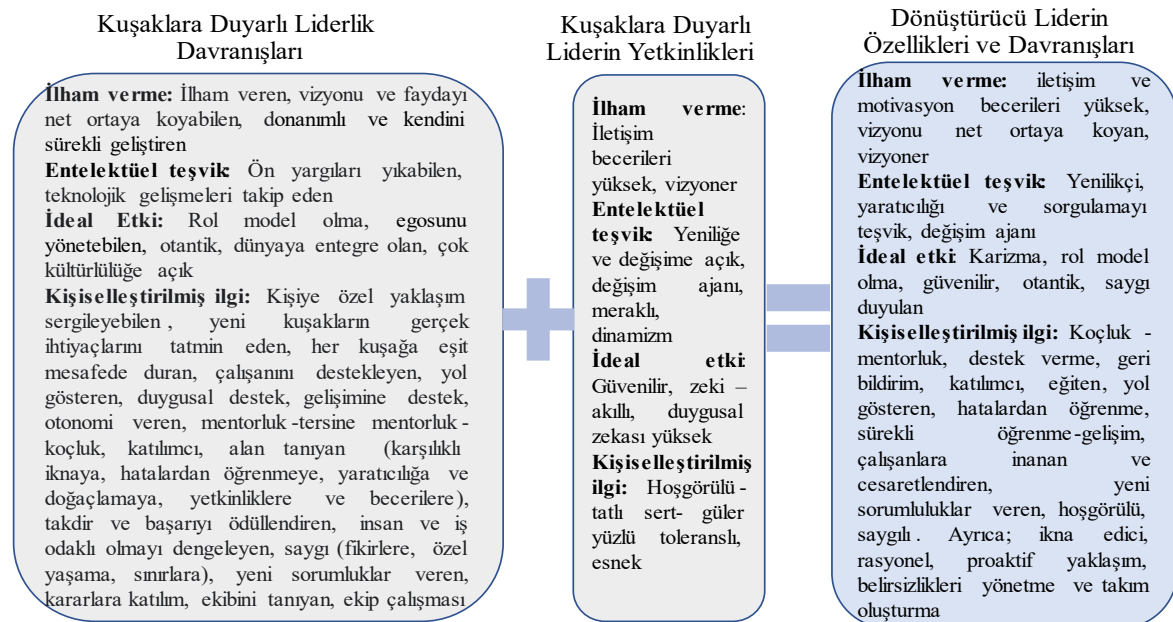 Kuşaklara Duyarlı Liderlik
Davranışları
İlham verme: İlham veren, vizyonu ve faydayı
net ortaya koyabilen, donanımlı ve kendini
sürekli geliştiren
Entelektüel teşvik: Ön yargıları yıkabilen,
teknolojik gelişmeleri takip eden
İdeal Etki: Rol model olma, egosunu
yönetebilen, otantik, dünyaya entegre olan, çok
kültürlülüğe açık
Kişiselleştirilmiş ilgi: Kişiye özel yaklaşım
sergileyebilen , yeni kuşakların gerçek
ihtiyaçlarını tatmin eden, her kuşağa eşit
mesafede duran, çalışanını destekleyen, yol
gösteren, duygusal destek, gelişimine destek,
otonomi veren, mentorluk -tersine mentorluk -
koçluk, katılımcı, alan tanıyan (karşılıklı
iknaya, hatalardan öğrenmeye, yaratıcılığa ve
doğaçlamaya, yetkinliklere ve becerilere),
takdir ve başarıyı ödüllendiren, insan ve iş
odaklı olmayı dengeleyen, saygı (fikirlere, özel
yaşama, sınırlara), yeni sorumluklar veren,
kararlara katılım, ekibini tanıyan, ekip çalışması
Kuşaklara Duyarlı
Liderin Yetkinlikleri
İlham verme:
İletişim
becerileri
yüksek, vizyoner
Entelektüel
teşvik: Yeniliğe
ve değişime açık,
değişim ajanı,
meraklı,
dinamizm
İdeal etki:
Güvenilir, zeki –
akıllı, duygusal
zekası yüksek
Kişiselleştirilmiş
ilgi: Hoşgörülü -
tatlı sert- güler
yüzlü toleranslı,
esnek
Dönüştürücü Liderin
Özellikleri ve Davranışları
İlham verme: iletişim ve
motivasyon becerileri yüksek,
vizyonu net ortaya koyan,
vizyoner
Entelektüel teşvik: Yenilikçi,
yaratıcılığı ve sorgulamayı
teşvik, değişim ajanı
İdeal etki: Karizma, rol model
olma, güvenilir, otantik, saygı
duyulan
Kişiselleştirilmiş ilgi: Koçluk -
mentorluk, destek verme, geri
bildirim, katılımcı, eğiten, yol
gösteren, hatalardan öğrenme,
sürekli öğrenme-gelişim,
çalışanlara inanan ve
cesaretlendiren, yeni
sorumluluklar veren, hoşgörülü,
saygılı . Ayrıca; ikna edici,
rasyonel, proaktif yaklaşım,
belirsizlikleri yönetme ve takım
oluşturma